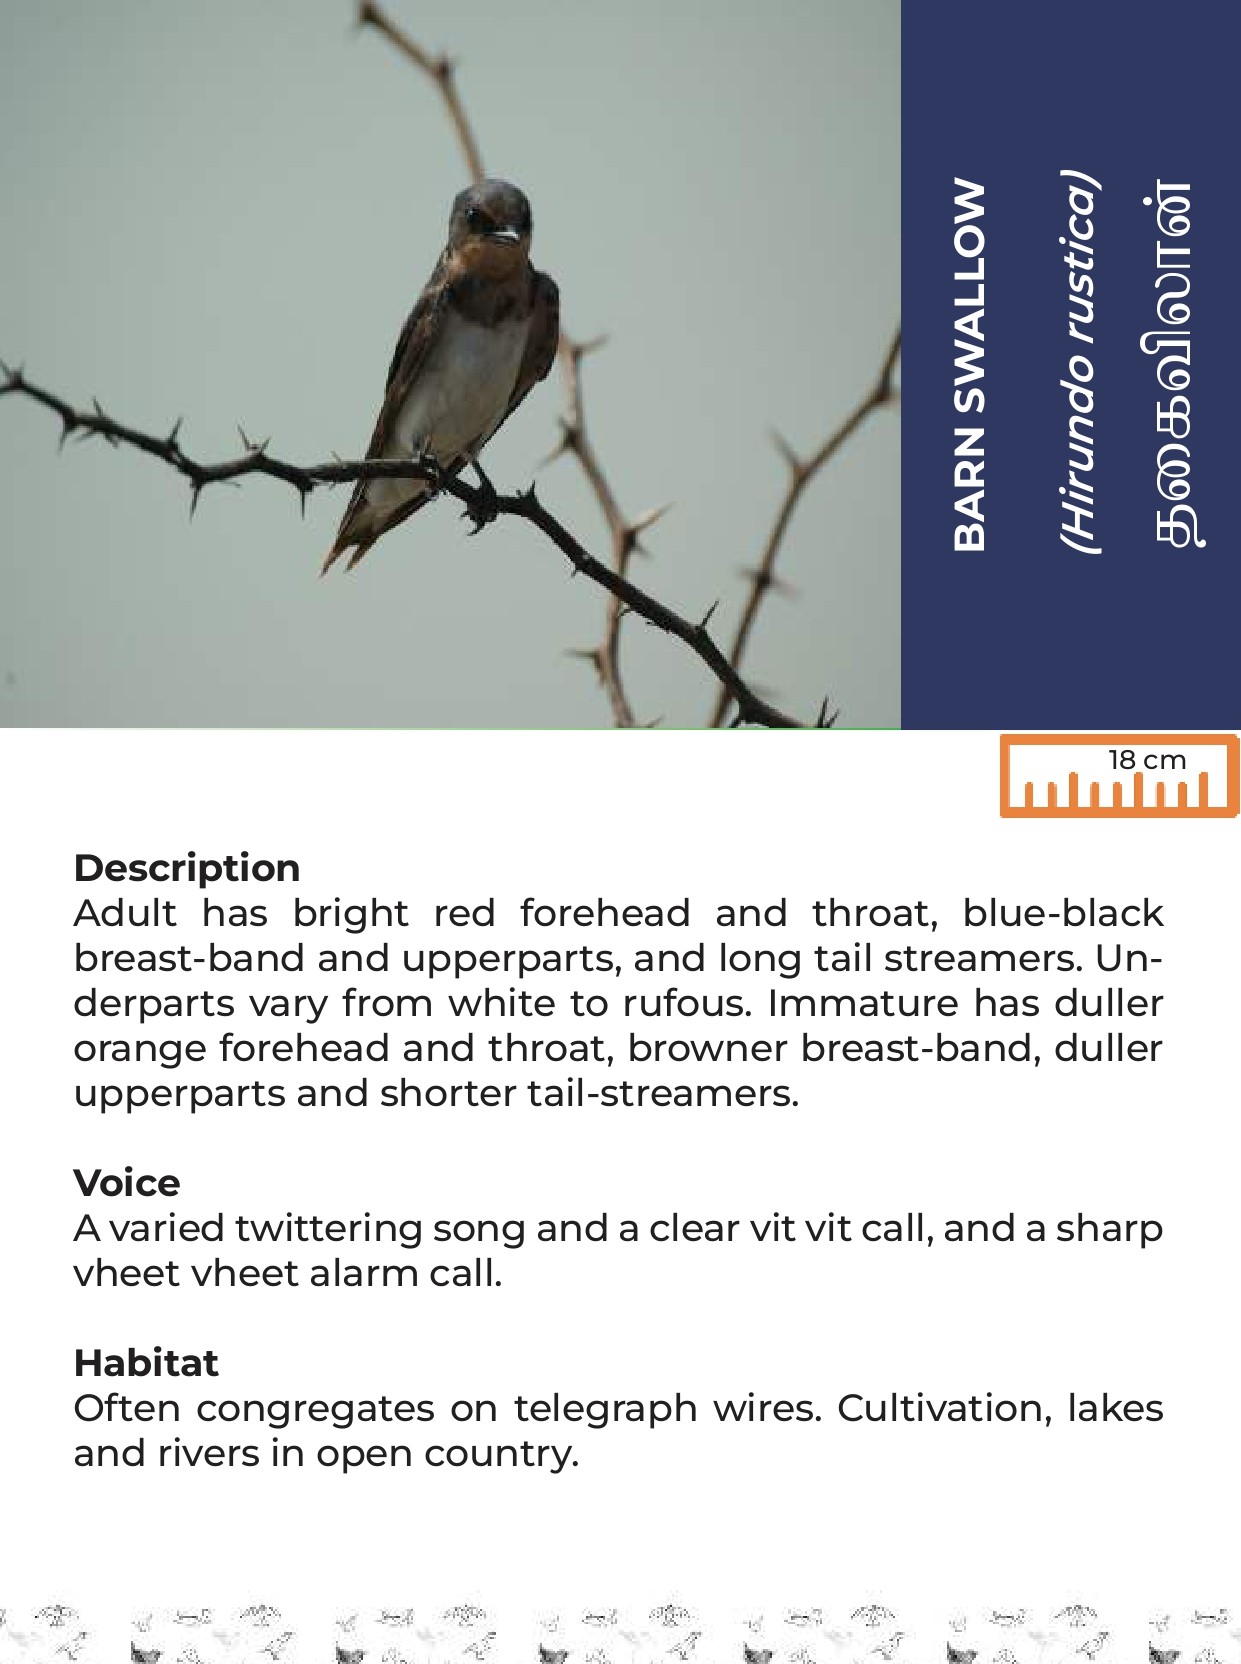 BARN SWALLOW
(Hirundo rustica)
தகைவிலான்
18 cm
Description
Adult has bright red forehead and throat, blue-black
breast-band and upperparts, and long tail streamers. Un-
derparts vary from white to rufous. Immature has duller
orange forehead and throat, browner breast-band, duller
upperparts and shorter tail-streamers.
Voice
A varied twittering song and a clear vit vit call, and a sharp
vheet vheet alarm call.
Habitat
Often congregates on telegraph wires. Cultivation, lakes
and rivers in open country.